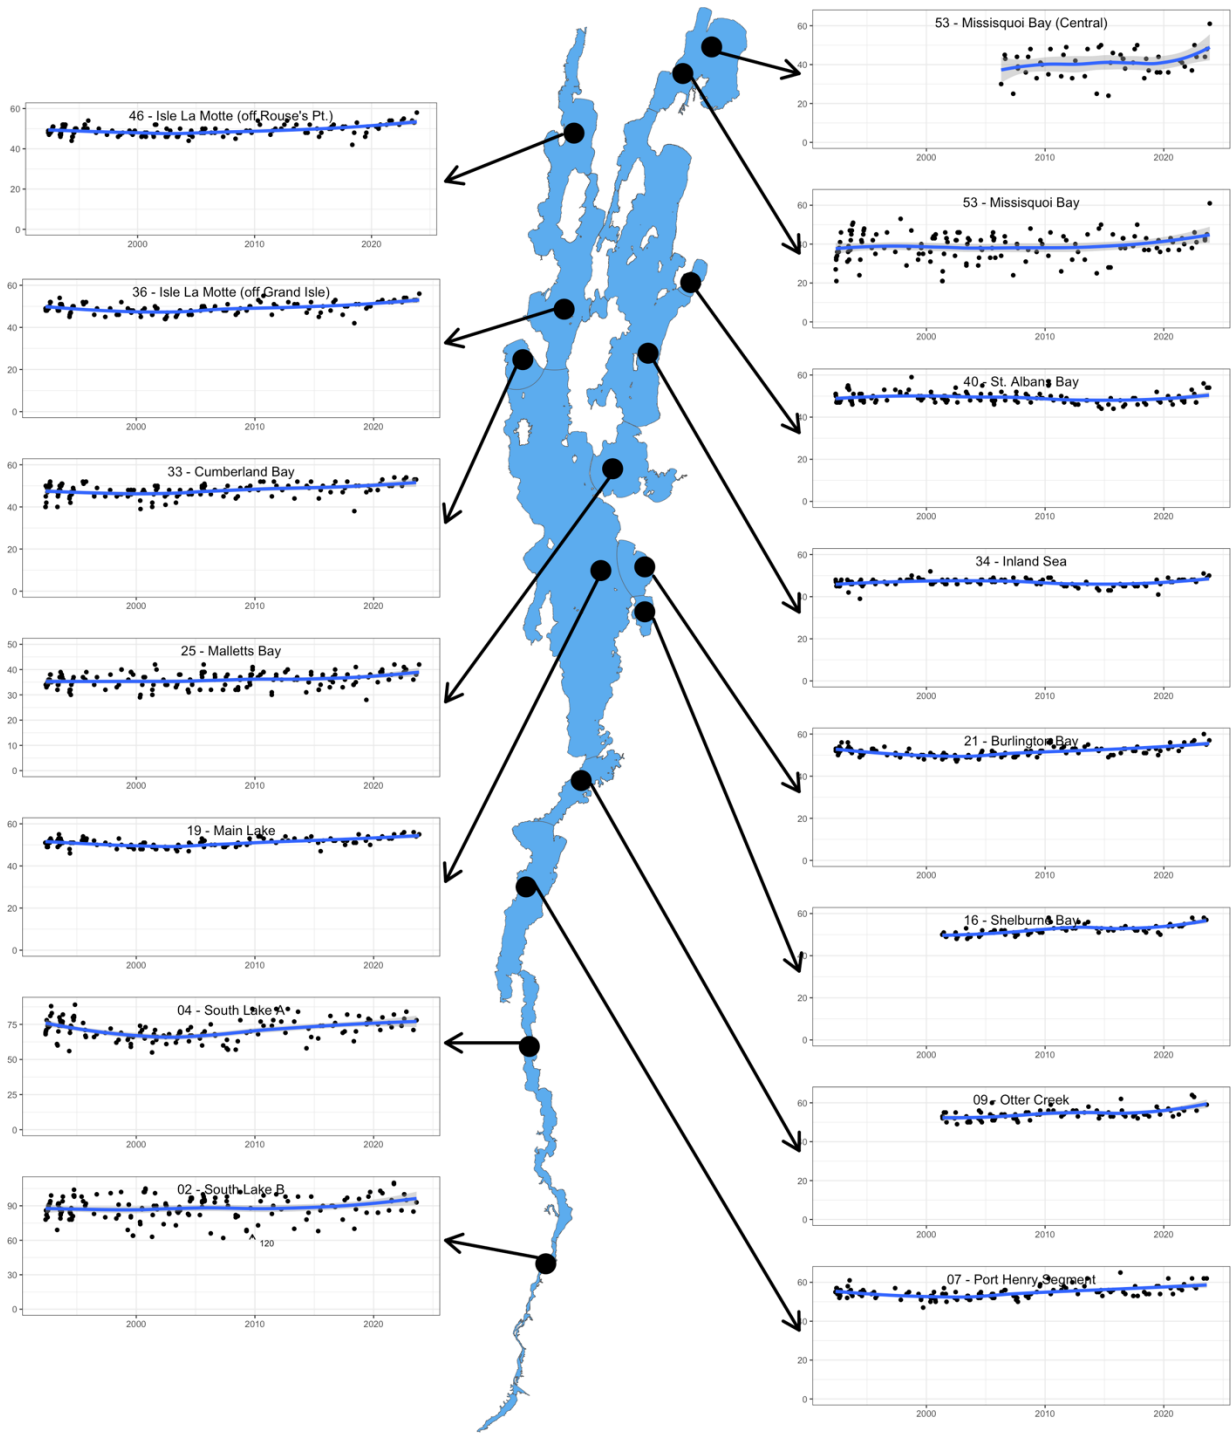 53 - Missisquoi Bay (Central)
60
40
20
0
2000 2010 2020
46 - Isle La Motte (off Rouse's Pt.)
60
40
20
0
2000 2010 2020
53 - Missisquoi Bay
60
40
20
0
2000 2010 2020
36 - Isle La Motte (off Grand Isle)
60
40
20
0
2000 2010 2020
40 - St. Albans Bay
60
40
20
0
2000 2010 2020
33 - Cumberland Bay
60
40
20
0
2000 2010 2020
34 - Inland Sea
60
40
20
0
2000 2010 2020
25 - Malletts Bay
50
40
30
20
10
0
2000 2010 2020
21 - Burlington Bay
60
40
20
0
2000 2010 2020
19 - Main Lake
60
40
20
0
2000 2010 2020
16 - Shelburne Bay
60
40
20
0
2000 2010 2020
04 - South Lake A
75
50
25
0
2000 2010 2020
09 - Otter Creek
60
40
20
0
2000 2010 2020
02 - South Lake B
90
60
30
0
120
2000 2010 2020
07 - Port Henry Segment
60
40
20
0
2000 2010 2020